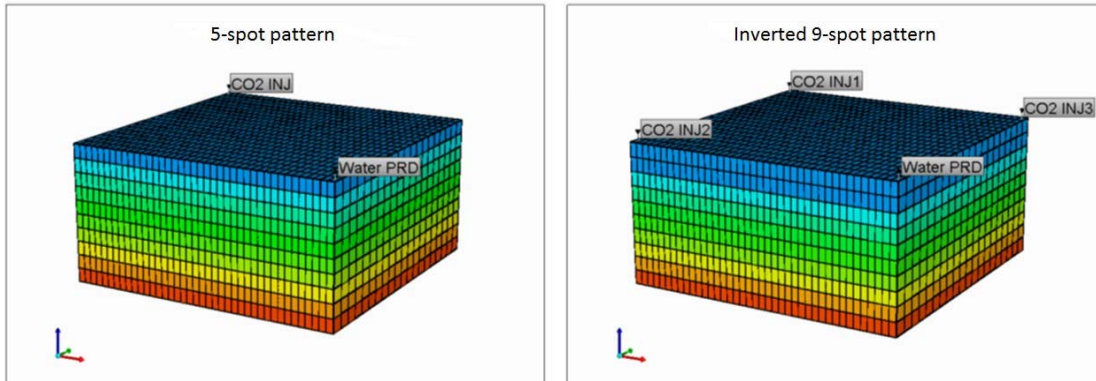 5-spot pattern
CO2 INJ
Water PRD
Inverted 9-spot pattern
CO2 INJ1
CO2 INJ3
CO2 INJ2
Water PRD